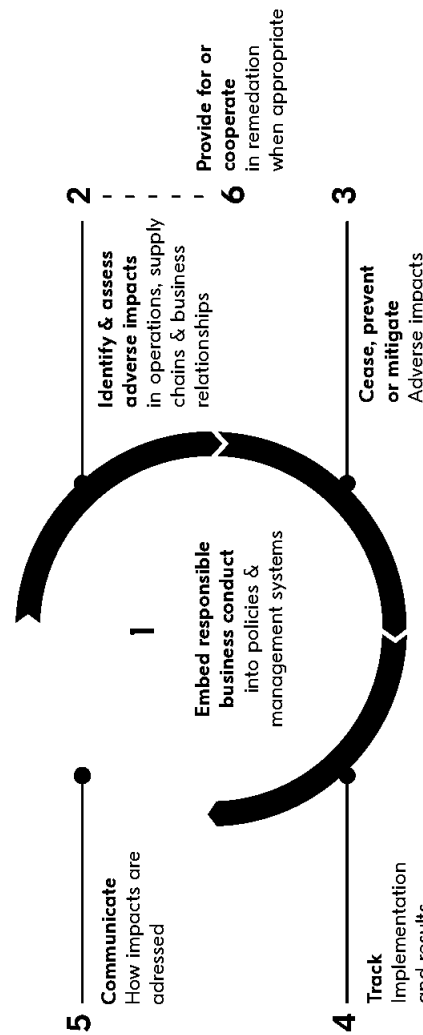 1
Embed responsible
business conduct
into policies &
management systems
2
Identify & assess
adverse impacts
in operations, supply
chains & business
relationships
3
Cease, prevent
or mitigate
Adverse impacts
4
Track
Implementation
and results
5
Communicate
How impacts are
adressed
6
Provide for or
cooperate
in remedation
when appropriate